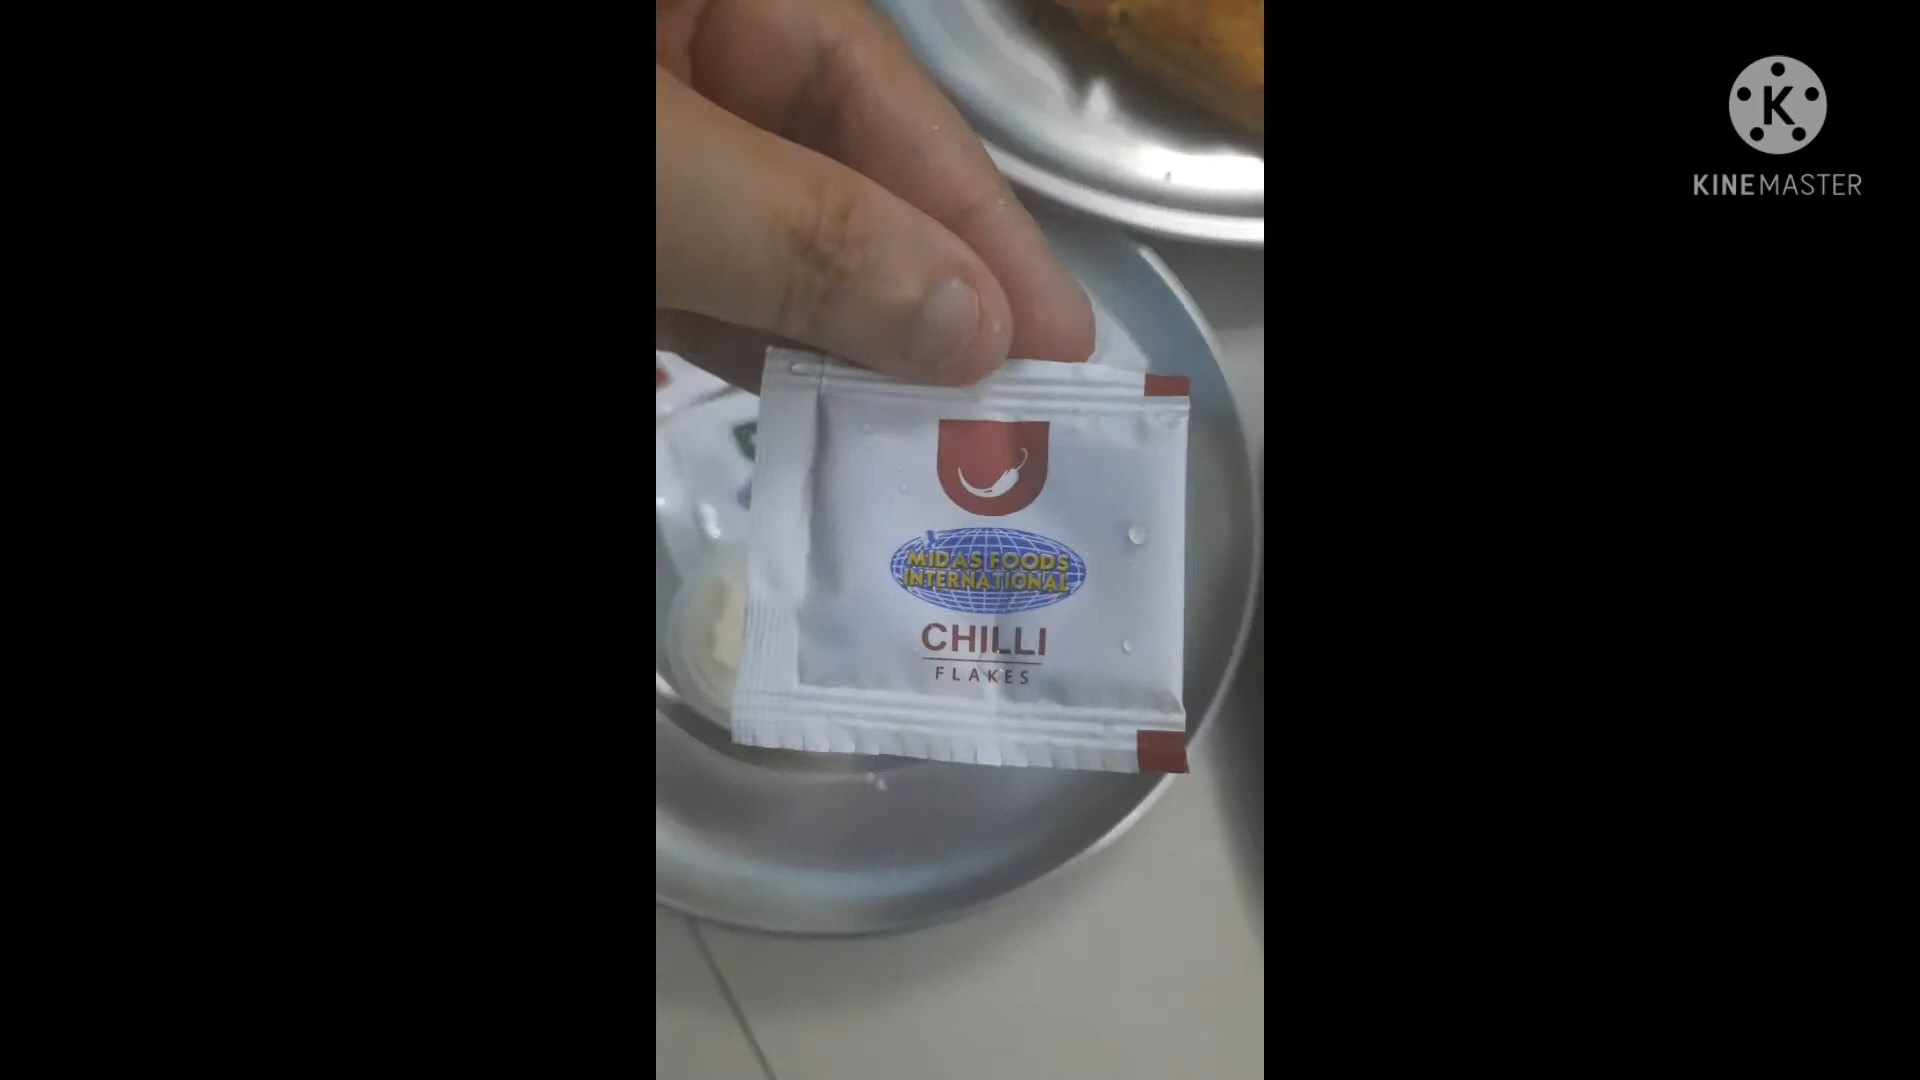 MIDAS FOODS
INTERNATIONAL
CHILLI
FLAKES
K
KINEMASTER